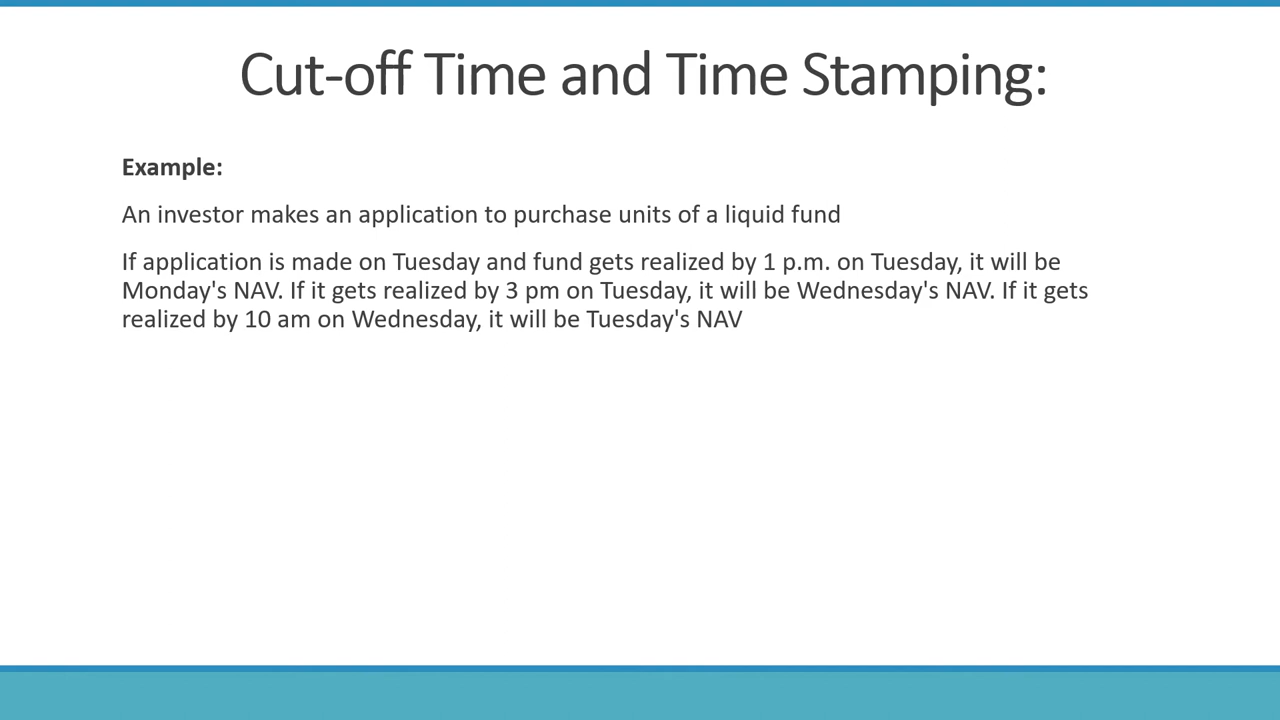 Cut-off Time and Time Stamping:
Example:
An investor makes an application to purchase units of a liquid fund
If application is made on Tuesday and fund gets realized by 1 p.m. on Tuesday, it will be
Monday's NAV. If it gets realized by 3 pm on Tuesday, it will be Wednesday's NAV. If it gets
realized by 10 am on Wednesday, it will be Tuesday's NAV